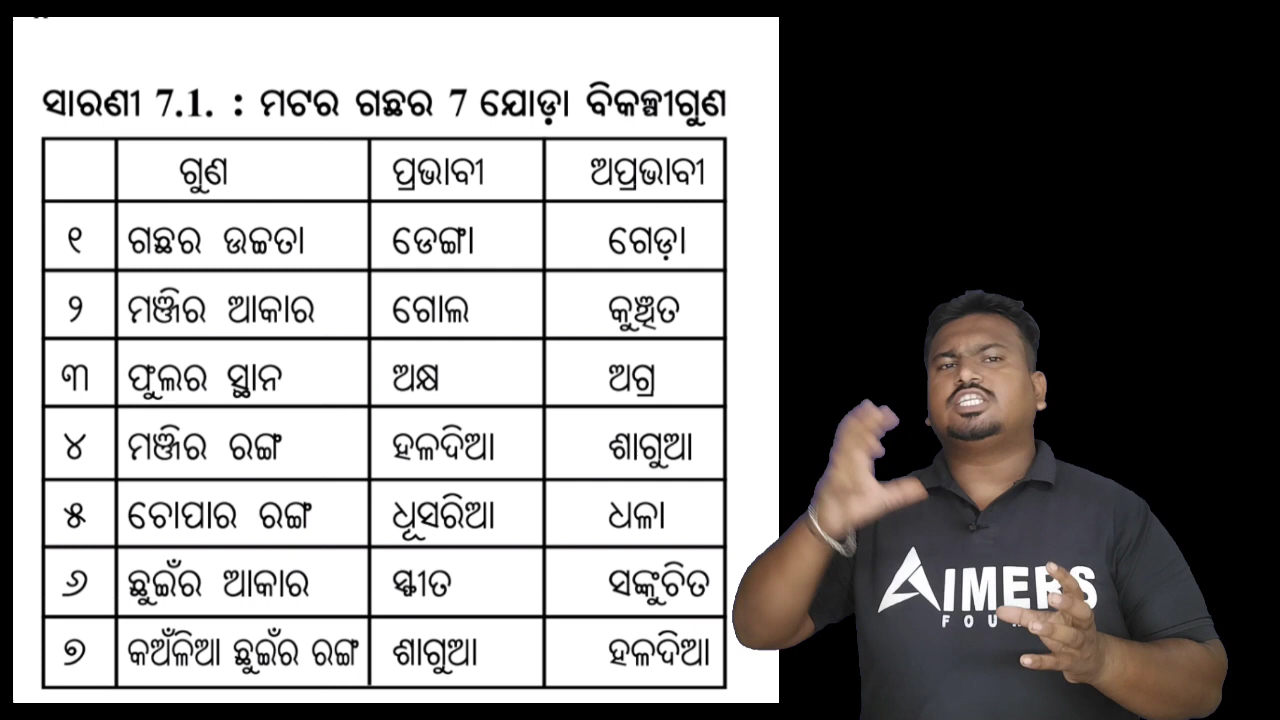 ସାରଣୀ 7.1. : ମଟର ଗଛର 7 ଯୋଡ଼ା ବିକଳ୍ପୀଗୁଣ
ଗୁଣ ପ୍ରଭାବୀ ଅପ୍ରଭାବୀ
୧ ଗଛର ଉଚ୍ଚତା ଡେଙ୍ଗା ଗେଡ଼ା
୨ ମଞ୍ଜିର ଆକାର ଗୋଲ କୁଞ୍ଚିତ
୩ ଫୁଲର ସ୍ଥାନ ଅକ୍ଷ ଅଗ୍ର
୪ ମଞ୍ଜିର ରଙ୍ଗ ହଳଦିଆ ଶାଗୁଆ
୫ ଚୋପାର ରଙ୍ଗ ଧୂସରିଆ ଧଳା
୬ ଛୁଇଁର ଆକାର ସ୍ଫୀତ ସଙ୍କୁଚିତ
୭ କଅଁଳିଆ ଛୁଇଁର ରଙ୍ଗ ଶାଗୁଆ ହଳଦିଆ
AIMERS